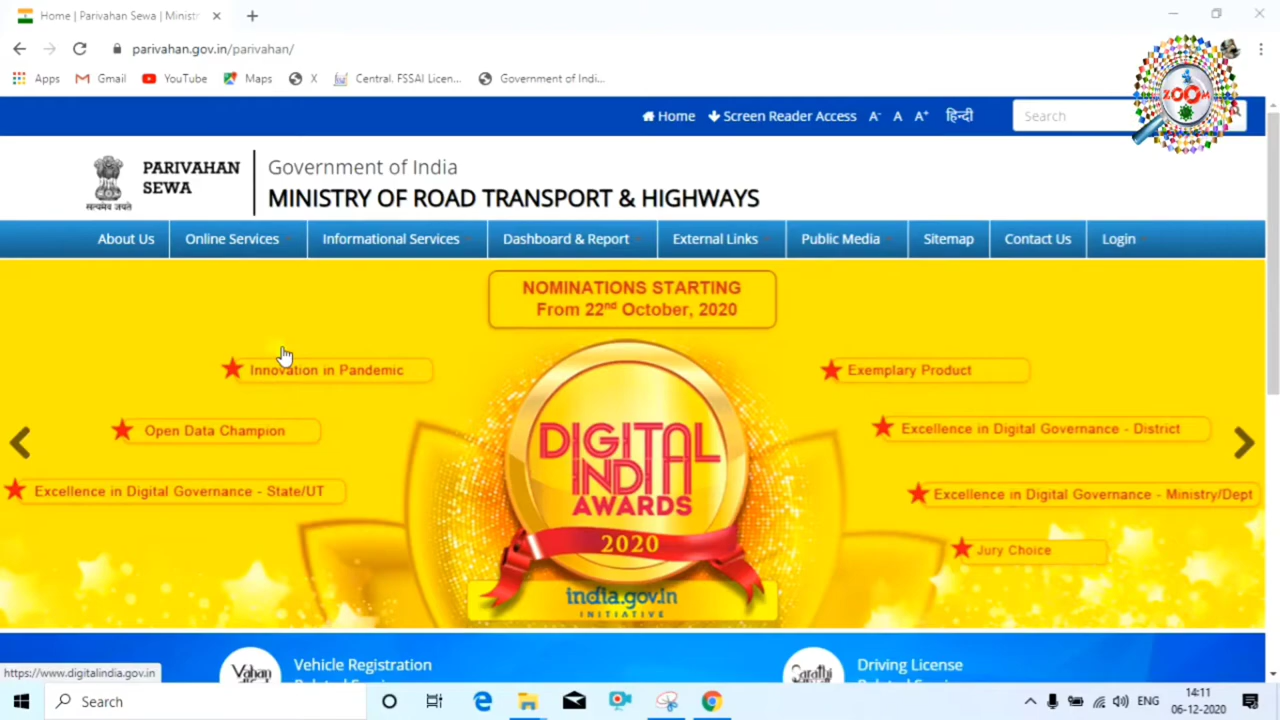 Home | Parivahan Sewa | Ministr
parivahan.gov.in/parivahan/
Apps Gmail YouTube Maps X Central. FSSAI Licen... Government of Indi...
ZOOM
Home Screen Reader Access A- A A+ हिन्दी Search
PARIVAHAN
SEWA
सत्यमेव जयते
Government of India
MINISTRY OF ROAD TRANSPORT & HIGHWAYS
About Us Online Services Informational Services Dashboard & Report External Links Public Media Sitemap Contact Us Login
NOMINATIONS STARTING
From 22nd October, 2020
Innovation in Pandemic
Exemplary Product
Open Data Champion
Excellence in Digital Governance - District
Excellence in Digital Governance - State/UT
Excellence in Digital Governance - Ministry/Dept
Jury Choice
DIGITAL
INDIA
AWARDS
2020
india.gov.in
INITIATIVE
https://www.digitalindia.gov.in
Vahan
Vehicle Registration
Sarathi
Driving License
Search
ENG
14:11
06-12-2020